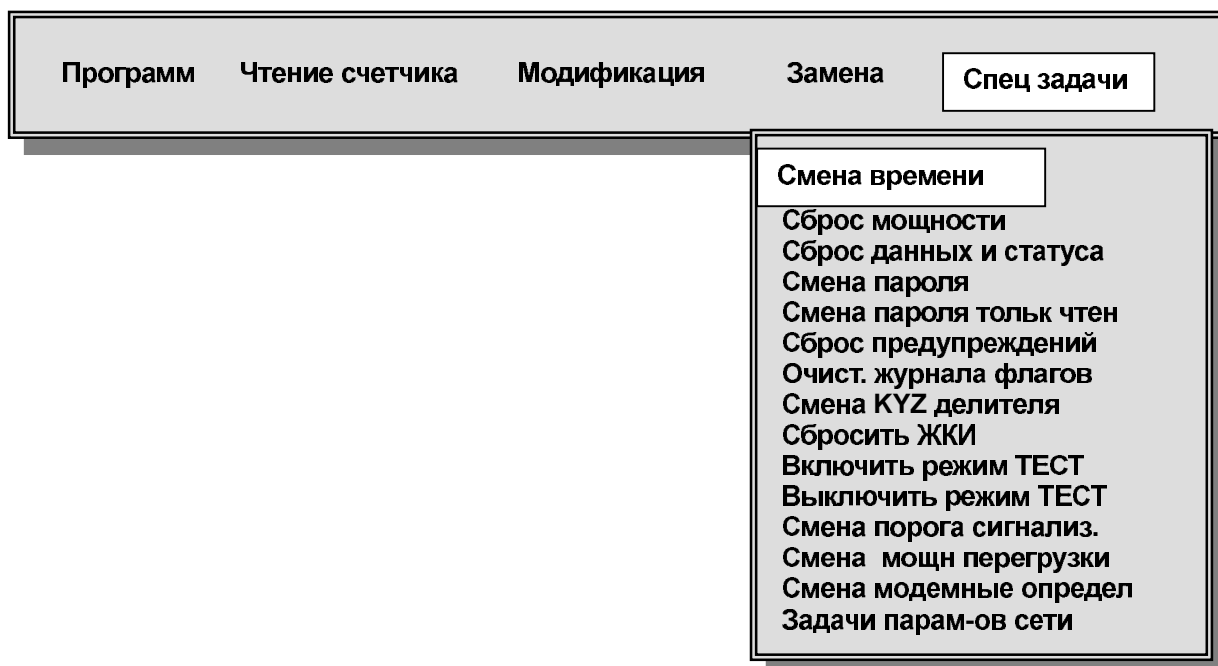 Программ Чтение счетчика Модификация Замена Спец задачи
Смена времени
Сброс мощности
Сброс данных и статуса
Смена пароля
Смена пароля тольк чтен
Сброс предупреждений
Очист. журнала флагов
Смена KYZ делителя
Сбросить ЖКИ
Включить режим ТЕСТ
Выключить режим ТЕСТ
Смена порога сигнализ.
Смена мощн перегрузки
Смена модемные определ
Задачи парам-ов сети